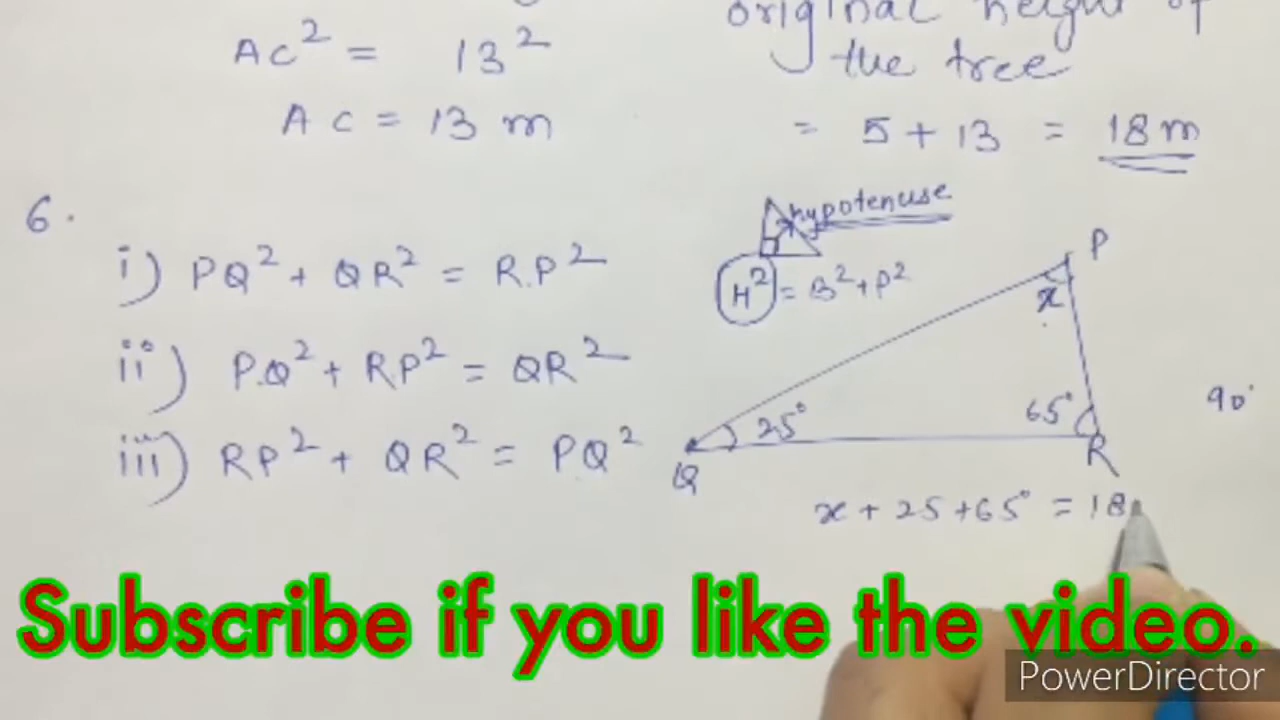 AC² = 13²
AC = 13 m
original height of
the tree
= 5 + 13 = 18 m
6.
i) PQ² + QR² = RP²
ii) PQ² + RP² = QR²
iii) RP² + QR² = PQ²
hypotenuse
H² = B² + P²
P
x
25°
65°
90°
Q
R
x + 25 + 65° = 18
Subscribe if you like the video.
PowerDirector